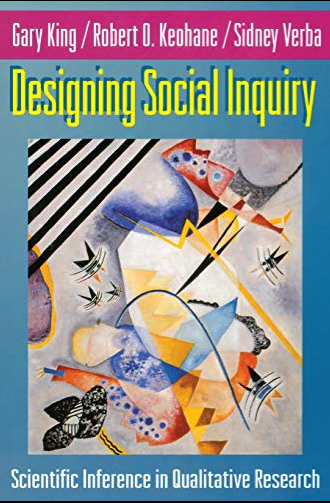 Gary King / Robert O. Keohane / Sidney Verba
Designing Social Inquiry
Scientific Inference in Qualitative Research